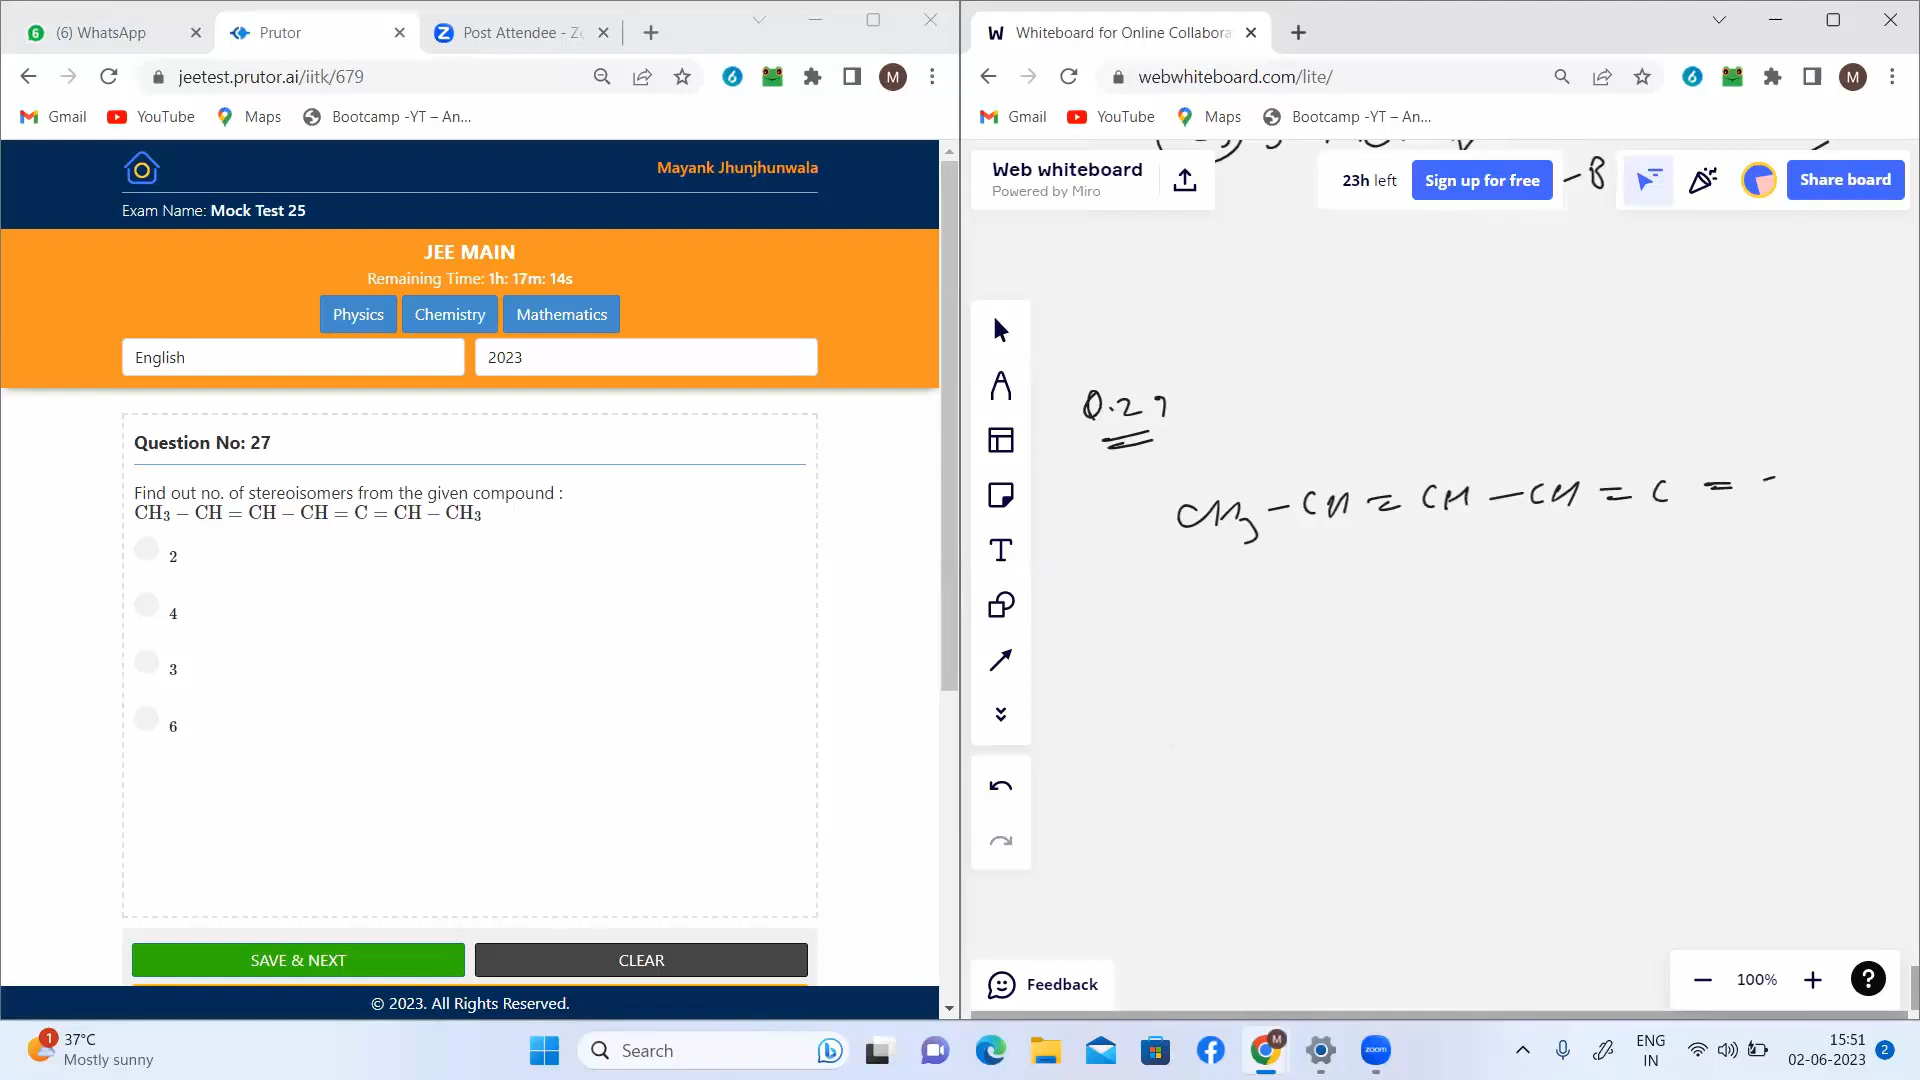 (6) WhatsApp
Prutor
Post Attendee - Zo
Whiteboard for Online Collabora
jeetest.prutor.ai/iitk/679
M
webwhiteboard.com/lite/
M
Gmail
YouTube
Maps
Bootcamp -YT – An...
Gmail
YouTube
Maps
Bootcamp -YT – An...
Mayank Jhunjhunwala
Exam Name: Mock Test 25
JEE MAIN
Remaining Time: 1h: 17m: 14s
Physics
Chemistry
Mathematics
English
2023
Question No: 27
Find out no. of stereoisomers from the given compound :
CH₃ − CH = CH − CH = C = CH − CH₃
2
4
3
6
SAVE & NEXT
CLEAR
© 2023. All Rights Reserved.
Web whiteboard
Powered by Miro
23h left
Sign up for free
- 8
Share board
Q.27
CH₃ - CH = CH - CH = C =
Feedback
100%
?
1
37°C
Mostly sunny
Search
zoom
ENG
IN
15:51
02-06-2023
2